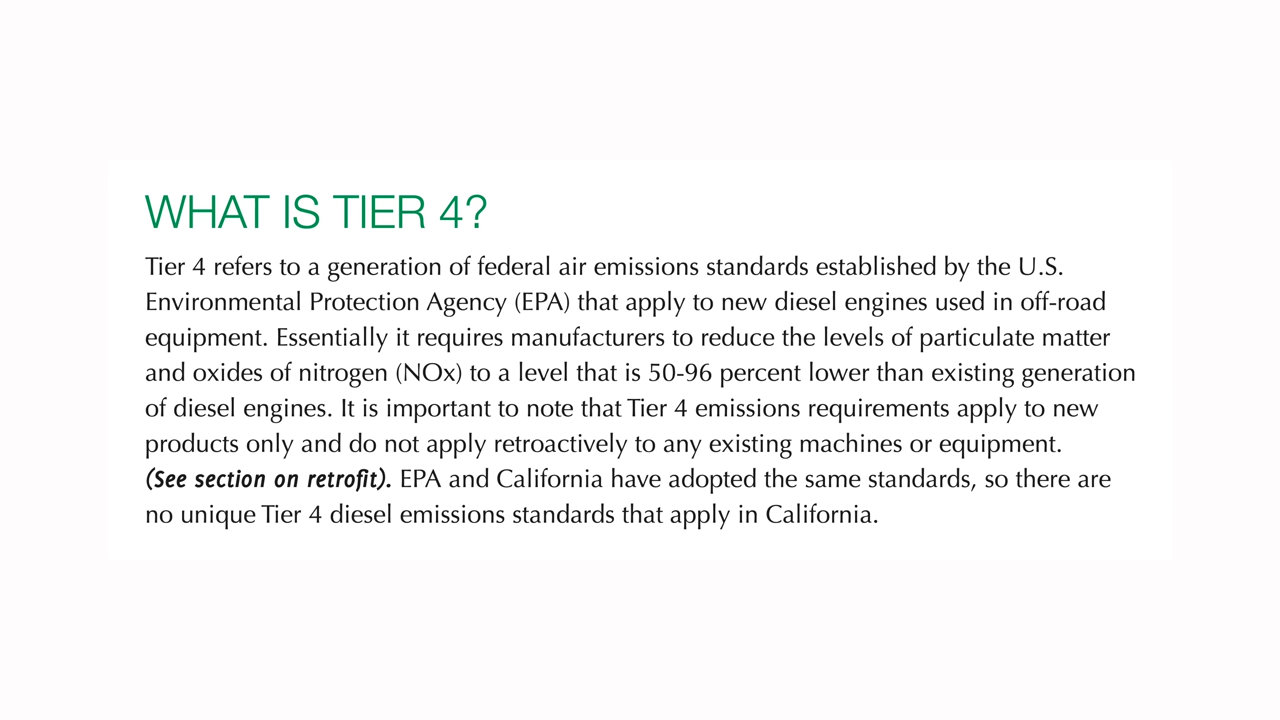 WHAT IS TIER 4?
Tier 4 refers to a generation of federal air emissions standards established by the U.S.
Environmental Protection Agency (EPA) that apply to new diesel engines used in off-road
equipment. Essentially it requires manufacturers to reduce the levels of particulate matter
and oxides of nitrogen (NOx) to a level that is 50-96 percent lower than existing generation
of diesel engines. It is important to note that Tier 4 emissions requirements apply to new
products only and do not apply retroactively to any existing machines or equipment.
(See section on retrofit). EPA and California have adopted the same standards, so there are
no unique Tier 4 diesel emissions standards that apply in California.